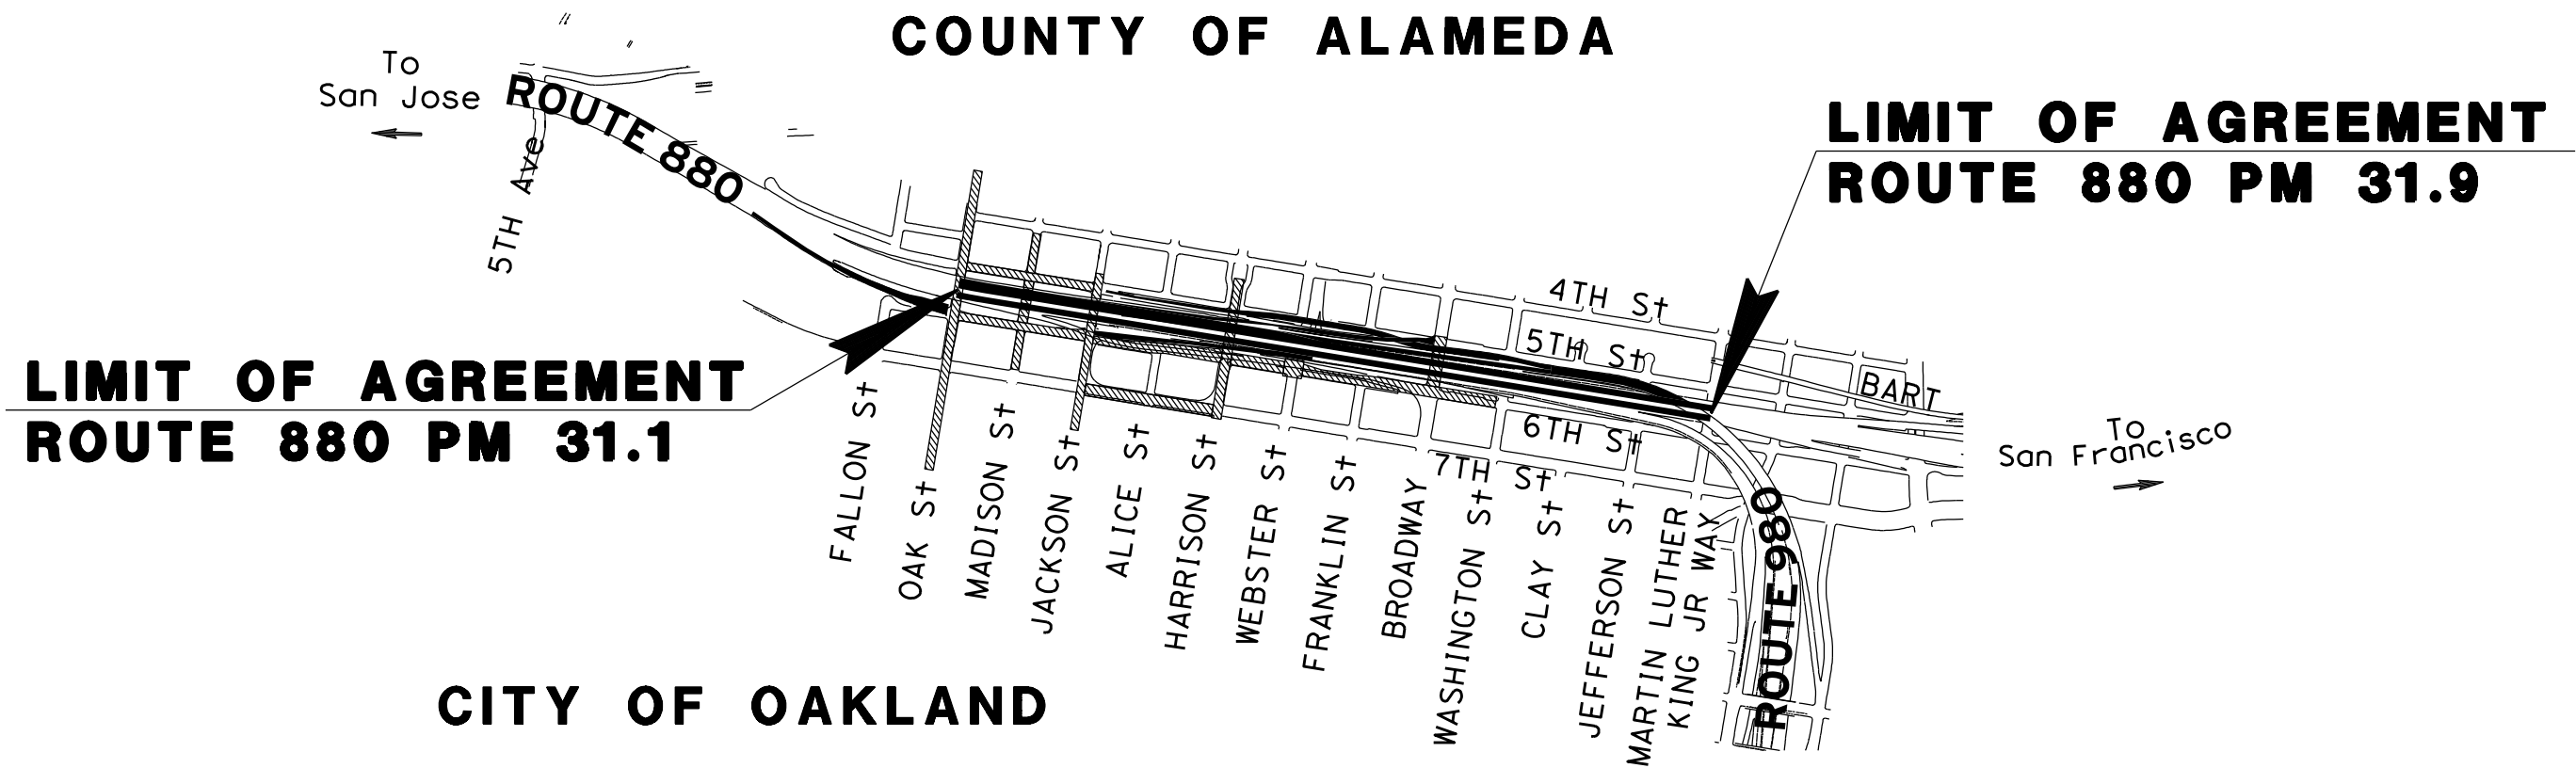 COUNTY OF ALAMEDA
To
San Jose
ROUTE 880
5TH Ave
LIMIT OF AGREEMENT
ROUTE 880 PM 31.9
4TH St
5TH St
BART
LIMIT OF AGREEMENT
ROUTE 880 PM 31.1
6TH St
7TH St
To
San Francisco
FALLON St
OAK St
MADISON St
JACKSON St
ALICE St
HARRISON St
WEBSTER St
FRANKLIN St
BROADWAY
WASHINGTON St
CLAY St
JEFFERSON St
MARTIN LUTHER
KING JR WAY
ROUTE 980
CITY OF OAKLAND